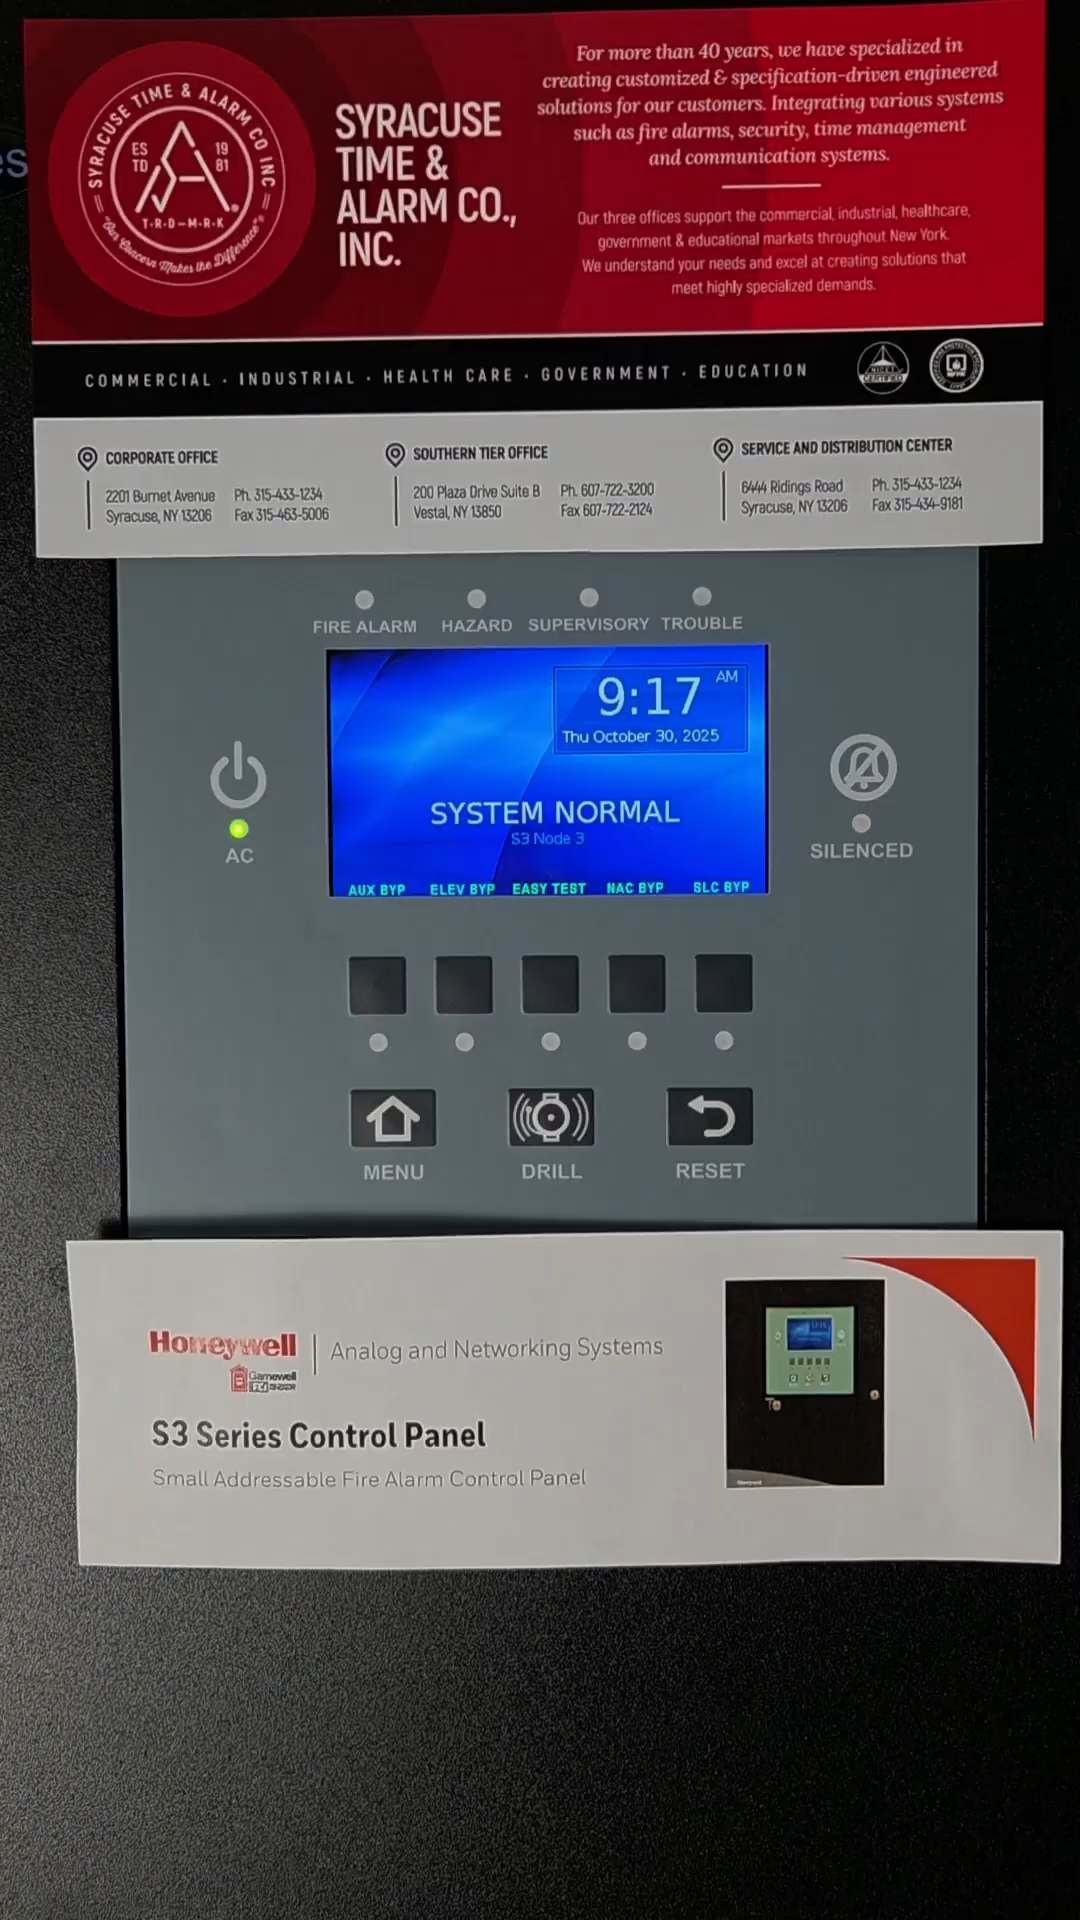 For more than 40 years, we have specialized in
creating customized & specification-driven engineered
solutions for our customers. Integrating various systems
such as fire alarms, security, time management
and communication systems.
SYRACUSE TIME & ALARM CO INC
ES TD 19 81
T·R·D—M·R·K
"Our Concern Makes the Difference"
SYRACUSE
TIME &
ALARM CO.,
INC.
Our three offices support the commercial, industrial, healthcare,
government & educational markets throughout New York.
We understand your needs and excel at creating solutions that
meet highly specialized demands.
es
COMMERCIAL · INDUSTRIAL · HEALTH CARE · GOVERNMENT · EDUCATION
NICET
CERTIFIED
CORPORATE OFFICE
2201 Burnet Avenue Ph. 315-433-1234
Syracuse, NY 13206 Fax 315-463-5006
SOUTHERN TIER OFFICE
200 Plaza Drive Suite B Ph. 607-722-3200
Vestal, NY 13850 Fax 607-722-2124
SERVICE AND DISTRIBUTION CENTER
6444 Ridings Road Ph. 315-433-1234
Syracuse, NY 13206 Fax 315-434-9181
FIRE ALARM HAZARD SUPERVISORY TROUBLE
9:17 AM
Thu October 30, 2025
SYSTEM NORMAL
S3 Node 3
AC
SILENCED
AUX BYP ELEV BYP EASY TEST NAC BYP SLC BYP
MENU DRILL RESET
Honeywell | Analog and Networking Systems
Gamewell
FCI
S3 Series Control Panel
Small Addressable Fire Alarm Control Panel
Honeywell